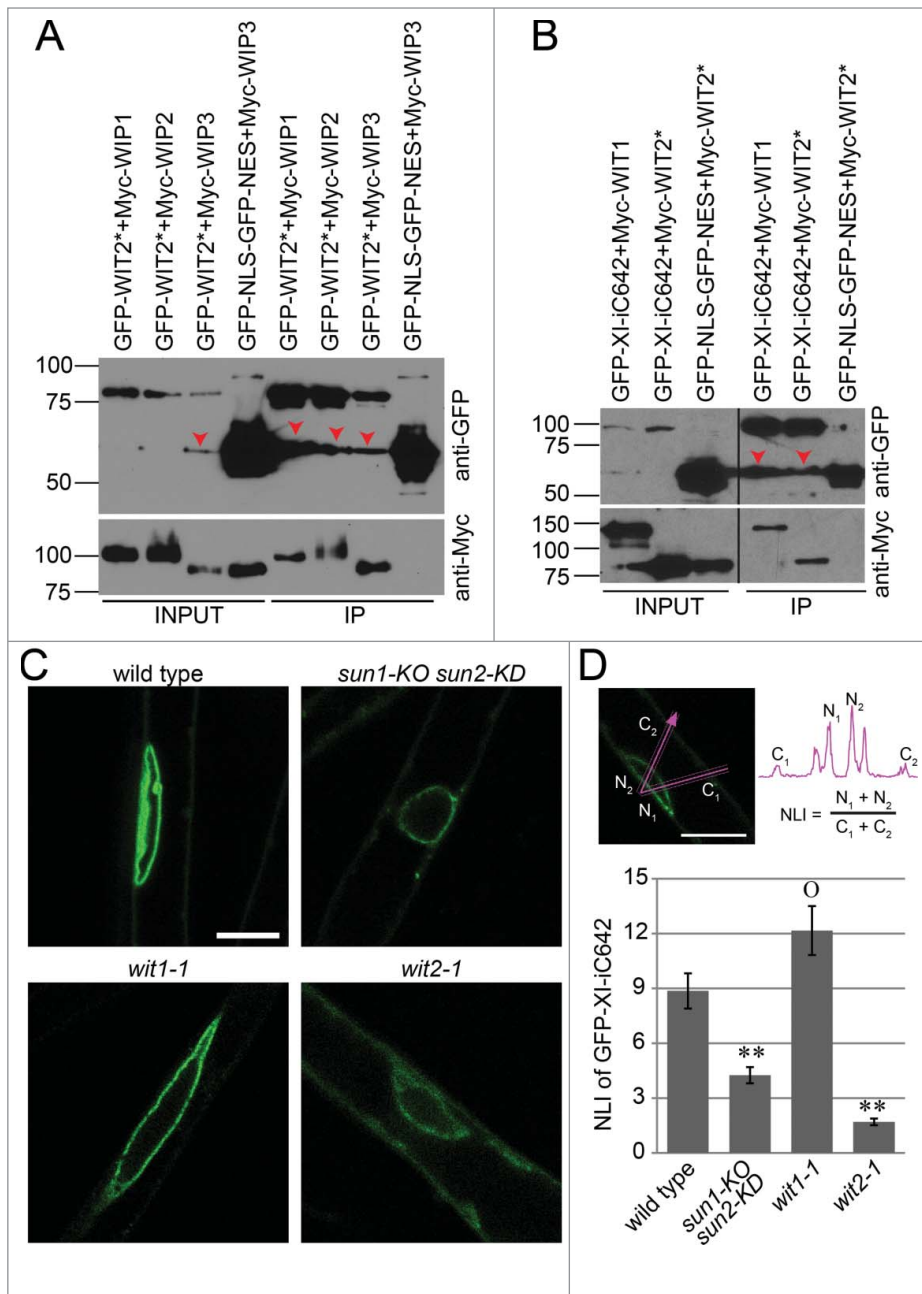 A
GFP-WIT2*+Myc-WIP1
GFP-WIT2*+Myc-WIP2
GFP-WIT2*+Myc-WIP3
GFP-NLS-GFP-NES+Myc-WIP3
GFP-WIT2*+Myc-WIP1
GFP-WIT2*+Myc-WIP2
GFP-WIT2*+Myc-WIP3
GFP-NLS-GFP-NES+Myc-WIP3
100
75
50
anti-GFP
100
75
anti-Myc
INPUT
IP
B
GFP-XI-iC642+Myc-WIT1
GFP-XI-iC642+Myc-WIT2*
GFP-NLS-GFP-NES+Myc-WIT2*
GFP-XI-iC642+Myc-WIT1
GFP-XI-iC642+Myc-WIT2*
GFP-NLS-GFP-NES+Myc-WIT2*
100
75
50
anti-GFP
150
100
75
anti-Myc
INPUT
IP
C
wild type
sun1-KO sun2-KD
wit1-1
wit2-1
D
C2
N2
N1
C1
C1
N1
N2
C2
NLI = N1 + N2
C1 + C2
NLI of GFP-XI-iC642
15
12
9
6
3
0
**
O
**
wild type
sun1-KO
sun2-KD
wit1-1
wit2-1